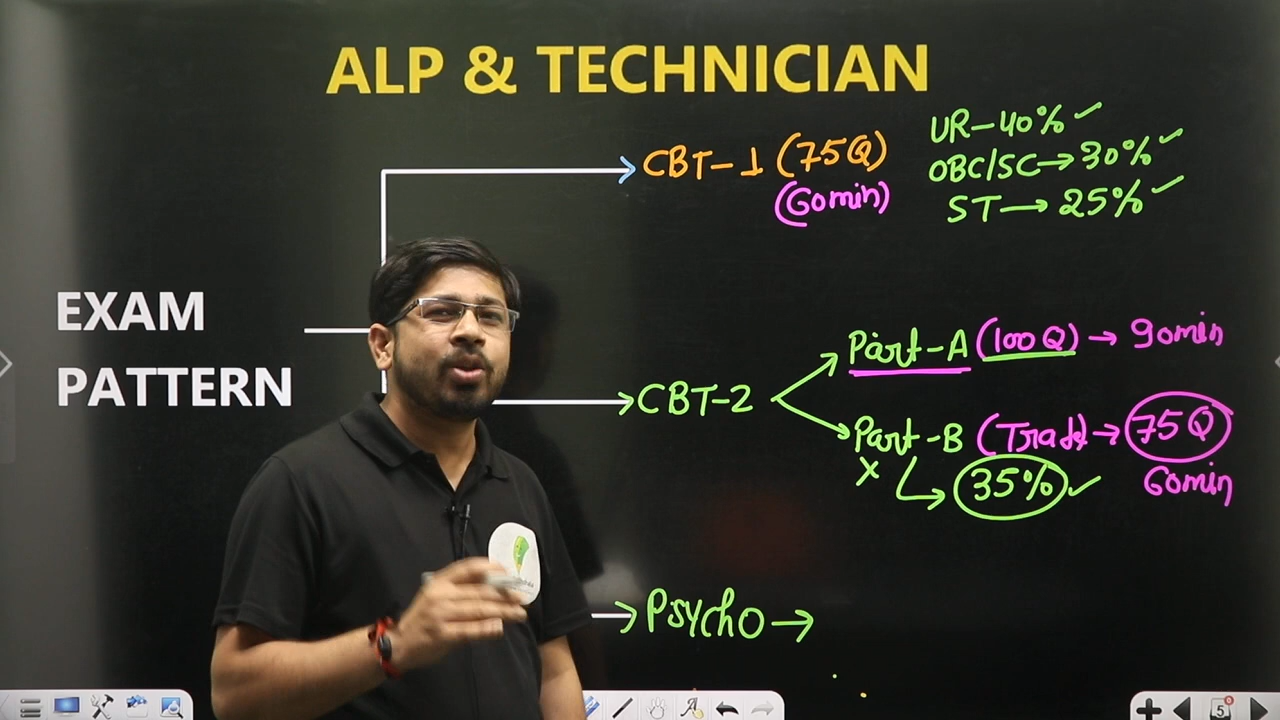 ALP & TECHNICIAN
UR-40% ✓
CBT-1 (75Q)
OBC/SC→30% ✓
(60min)
ST→25% ✓
EXAM
PATTERN
Part-A (100Q) → 90min
CBT-2
Part-B (Trade) → 75Q
x 35% ✓ 60min
Psycho →
5